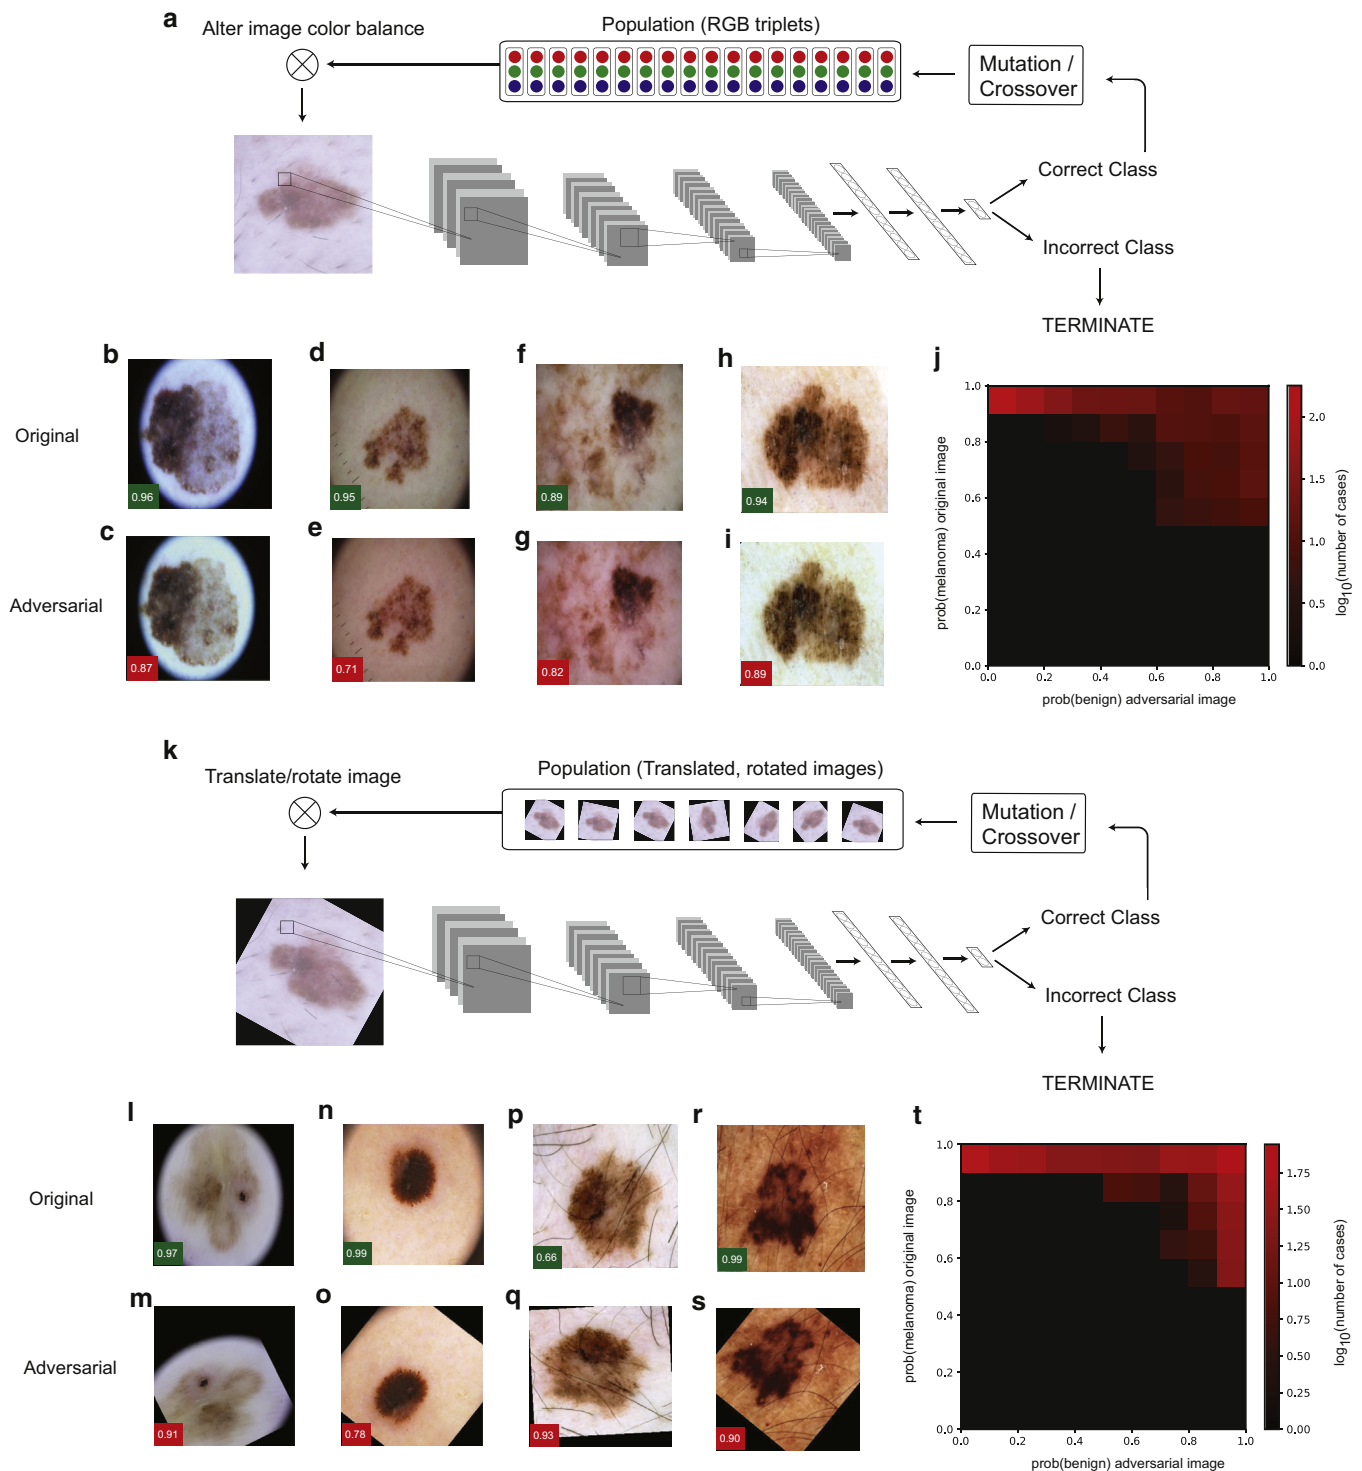 a
Alter image color balance
Population (RGB triplets)
Mutation /
Crossover
Correct Class
Incorrect Class
TERMINATE
b
d
f
h
j
Original
0.96
0.95
0.89
0.94
c
e
g
i
Adversarial
0.87
0.71
0.82
0.89
prob(melanoma) original image
1.0
0.8
0.6
0.4
0.2
0.0
0.0
0.2
0.4
0.6
0.8
1.0
prob(benign) adversarial image
2.0
1.5
1.0
0.5
0.0
log10(number of cases)
k
Translate/rotate image
Population (Translated, rotated images)
Mutation /
Crossover
Correct Class
Incorrect Class
TERMINATE
l
n
p
r
t
Original
0.97
0.99
0.66
0.99
m
o
q
s
Adversarial
0.91
0.78
0.93
0.90
prob(melanoma) original image
1.0
0.8
0.6
0.4
0.2
0.0
0.0
0.2
0.4
0.6
0.8
1.0
prob(benign) adversarial image
1.75
1.50
1.25
1.00
0.75
0.50
0.25
0.00
log10(number of cases)